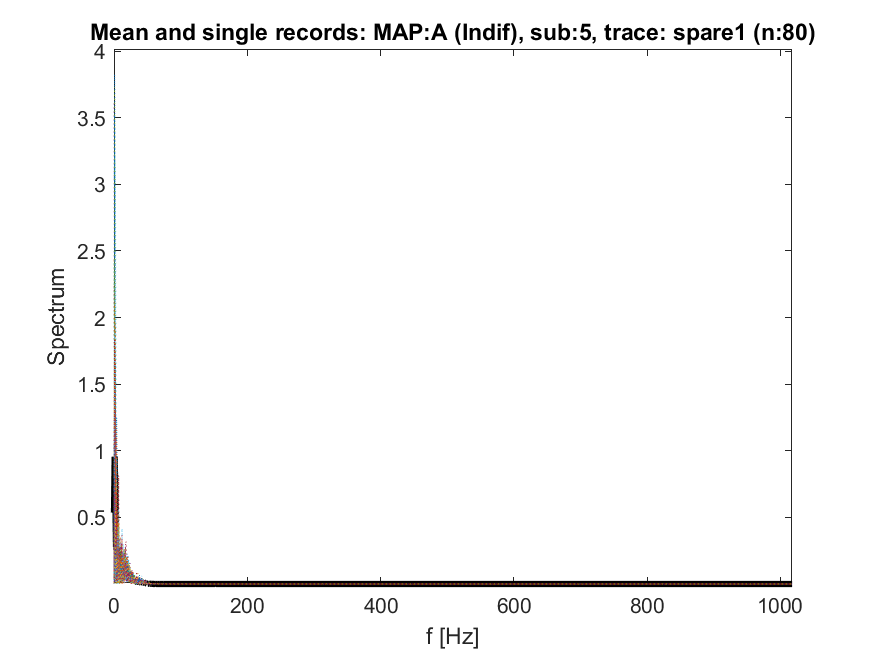 Mean and single records: MAP:A (Indif), sub:5, trace: spare1 (n:80)
4
3.5
3
2.5
2
1.5
1
0.5
Spectrum
0 200 400 600 800 1000
f [Hz]